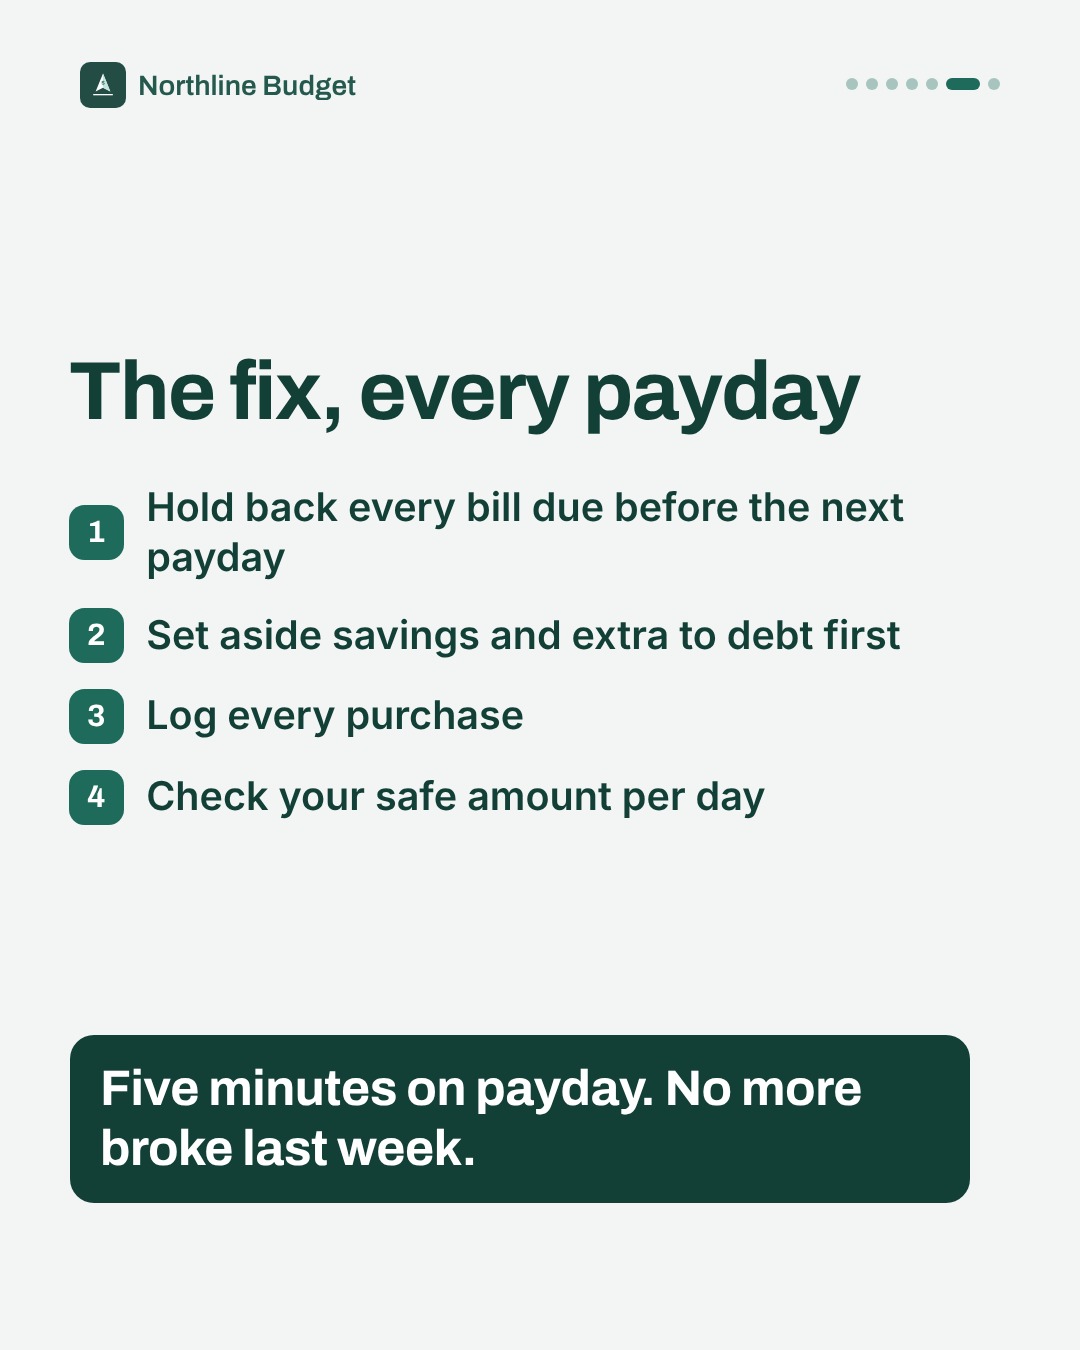 Northline Budget
The fix, every payday
1 Hold back every bill due before the next
payday
2 Set aside savings and extra to debt first
3 Log every purchase
4 Check your safe amount per day
Five minutes on payday. No more
broke last week.